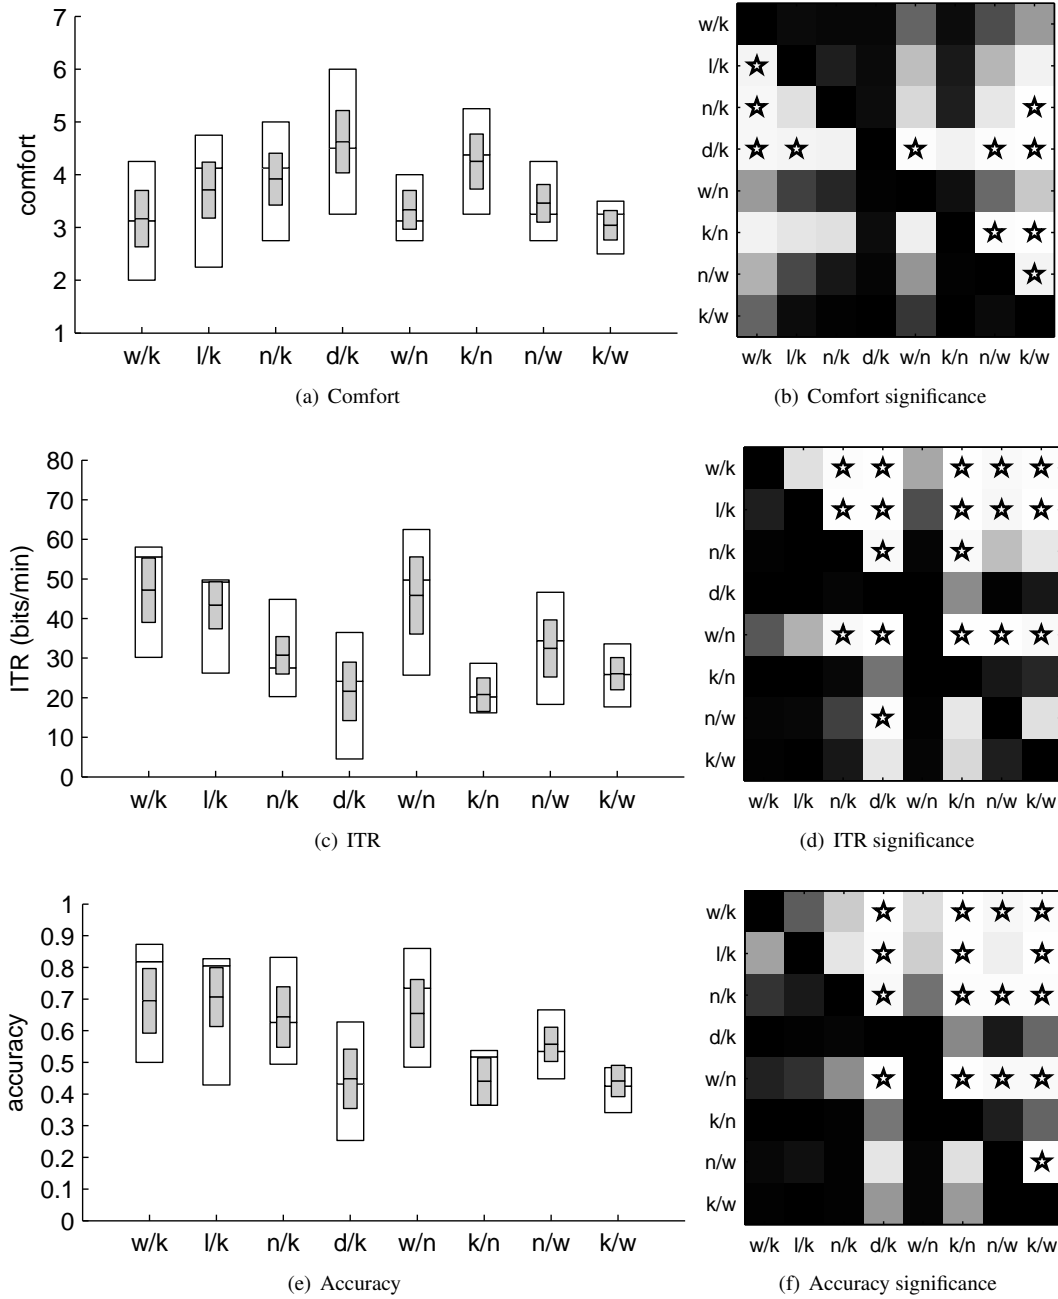 7
6
5
4
3
2
1
comfort
w/k l/k n/k d/k w/n k/n n/w k/w
(a) Comfort
w/k
l/k
n/k
d/k
w/n
k/n
n/w
k/w
w/k l/k n/k d/k w/n k/n n/w k/w
(b) Comfort significance
80
70
60
50
40
30
20
10
0
ITR (bits/min)
w/k l/k n/k d/k w/n k/n n/w k/w
(c) ITR
w/k
l/k
n/k
d/k
w/n
k/n
n/w
k/w
w/k l/k n/k d/k w/n k/n n/w k/w
(d) ITR significance
1
0.9
0.8
0.7
0.6
0.5
0.4
0.3
0.2
0.1
0
accuracy
w/k l/k n/k d/k w/n k/n n/w k/w
(e) Accuracy
w/k
l/k
n/k
d/k
w/n
k/n
n/w
k/w
w/k l/k n/k d/k w/n k/n n/w k/w
(f) Accuracy significance